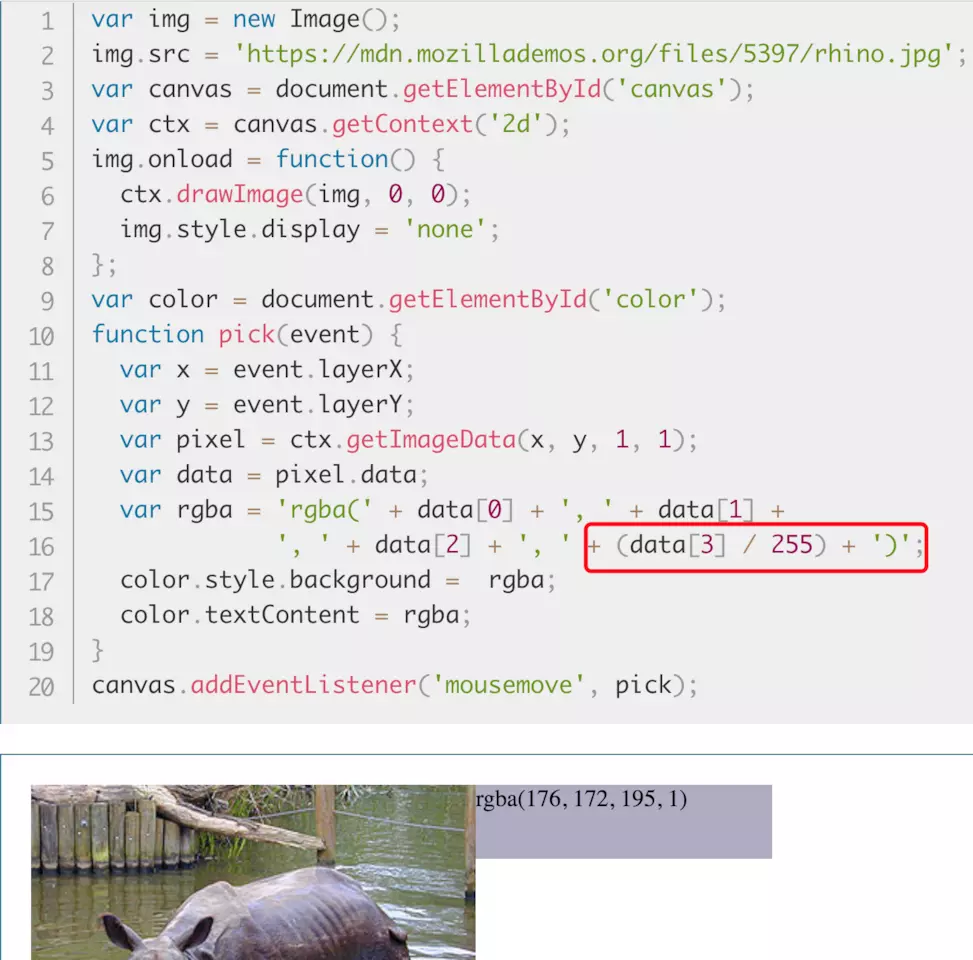 1 var img = new Image();
2 img.src = 'https://mdn.mozillademos.org/files/5397/rhino.jpg';
3 var canvas = document.getElementById('canvas');
4 var ctx = canvas.getContext('2d');
5 img.onload = function() {
6   ctx.drawImage(img, 0, 0);
7   img.style.display = 'none';
8 };
9 var color = document.getElementById('color');
10 function pick(event) {
11   var x = event.layerX;
12   var y = event.layerY;
13   var pixel = ctx.getImageData(x, y, 1, 1);
14   var data = pixel.data;
15   var rgba = 'rgba(' + data[0] + ', ' + data[1] +
16              ', ' + data[2] + ', ' + (data[3] / 255) + ')';
17   color.style.background =  rgba;
18   color.textContent = rgba;
19 }
20 canvas.addEventListener('mousemove', pick);
rgba(176, 172, 195, 1)